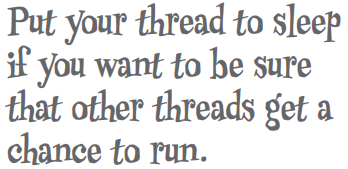 Put your thread to sleep
if you want to be sure
that other threads get a
chance to run.